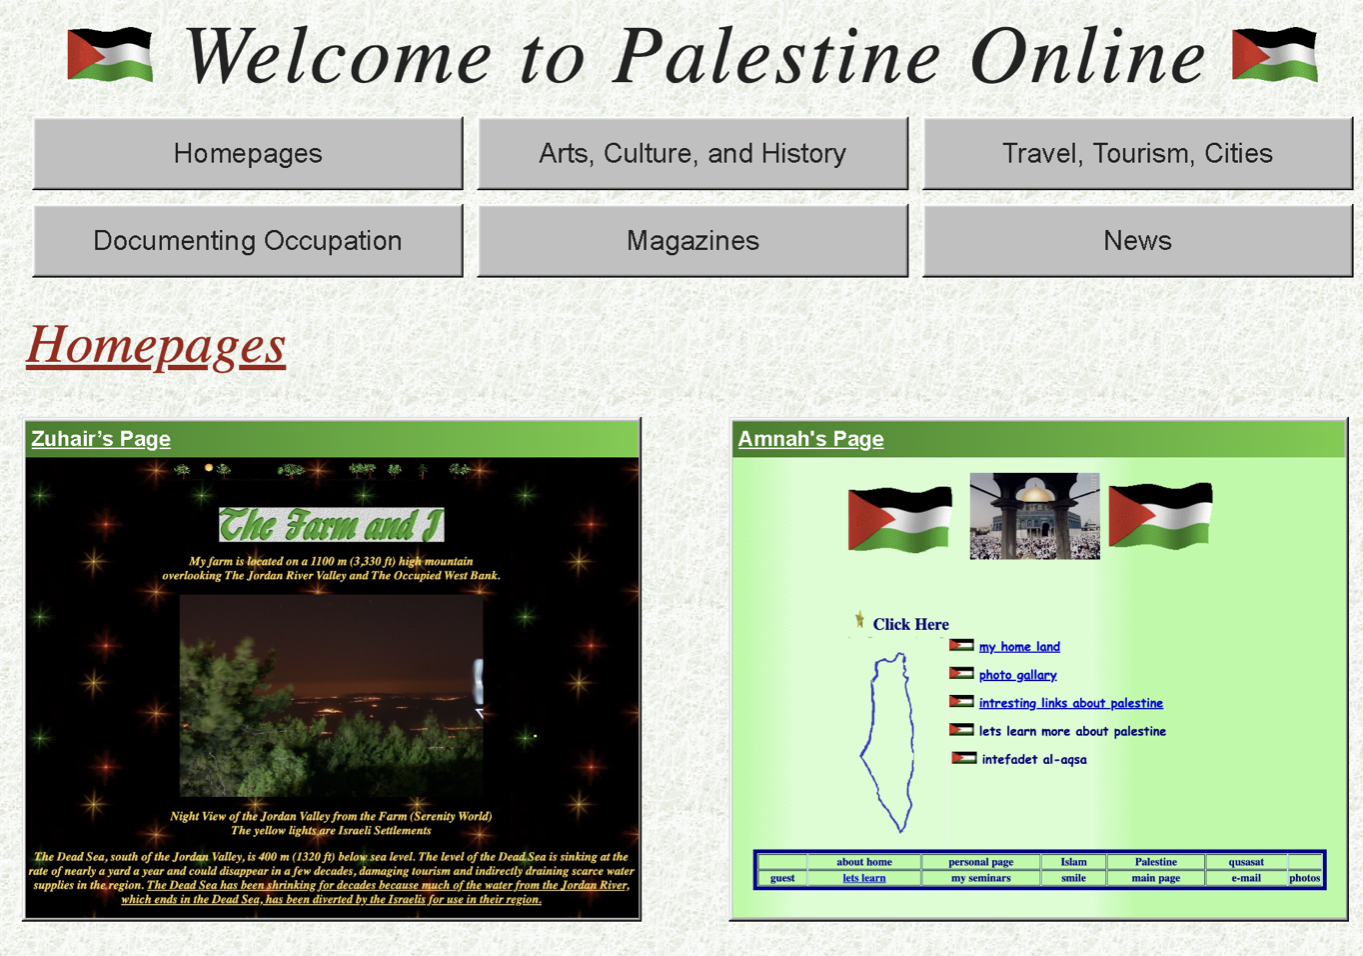 Welcome to Palestine Online
Homepages
Arts, Culture, and History
Travel, Tourism, Cities
Documenting Occupation
Magazines
News
Homepages
Zuhair’s Page
The Farm and I
My farm is located on a 1100 m (3,330 ft) high mountain
overlooking The Jordan River Valley and The Occupied West Bank.
Night View of the Jordan Valley from the Farm (Serenity World)
The yellow lights are Israeli Settlements
The Dead Sea, south of the Jordan Valley, is 400 m (1320 ft) below sea level. The level of the Dead Sea is sinking at the
rate of nearly a yard a year and could disappear in a few decades, damaging tourism and indirectly draining scarce water
supplies in the region. The Dead Sea has been shrinking for decades because much of the water from the Jordan River,
which ends in the Dead Sea, has been diverted by the Israelis for use in their region.
Amnah's Page
Click Here
my home land
photo gallary
intresting links about palestine
lets learn more about palestine
intefadet al-aqsa
about home
personal page
Islam
Palestine
qusasat
guest
lets learn
my seminars
smile
main page
e-mail
photos